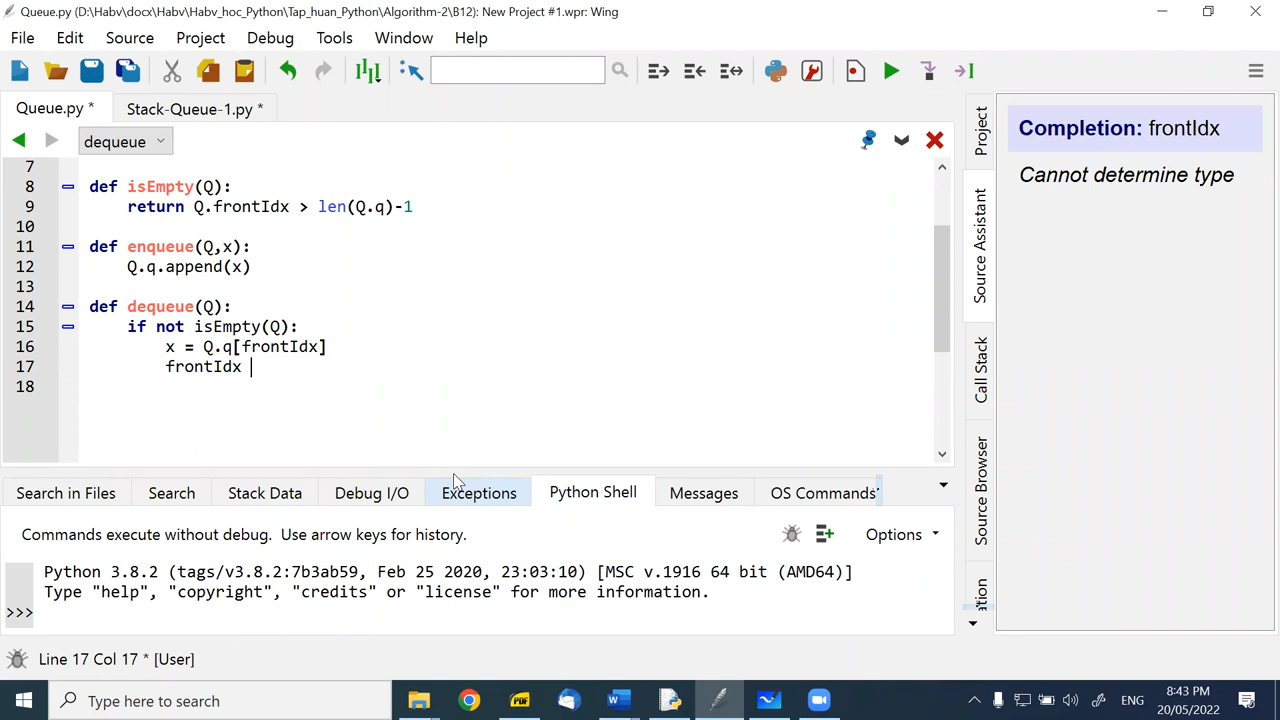 Queue.py (D:\Habv\docx\Habv\Habv_hoc_Python\Tap_huan_Python\Algorithm-2\B12): New Project #1.wpr: Wing
File Edit Source Project Debug Tools Window Help
Queue.py * Stack-Queue-1.py *
dequeue
7
8 def isEmpty(Q):
9 return Q.frontIdx > len(Q.q)-1
10
11 def enqueue(Q,x):
12 Q.q.append(x)
13
14 def dequeue(Q):
15 if not isEmpty(Q):
16 x = Q.q[frontIdx]
17 frontIdx
18
Completion: frontIdx
Cannot determine type
Project
Source Assistant
Call Stack
Source Browser
Search in Files Search Stack Data Debug I/O Exceptions Python Shell Messages OS Commands
Commands execute without debug. Use arrow keys for history. Options
Python 3.8.2 (tags/v3.8.2:7b3ab59, Feb 25 2020, 23:03:10) [MSC v.1916 64 bit (AMD64)]
Type "help", "copyright", "credits" or "license" for more information.
>>>
Line 17 Col 17 * [User]
Type here to search
PDF
ENG
8:43 PM
20/05/2022